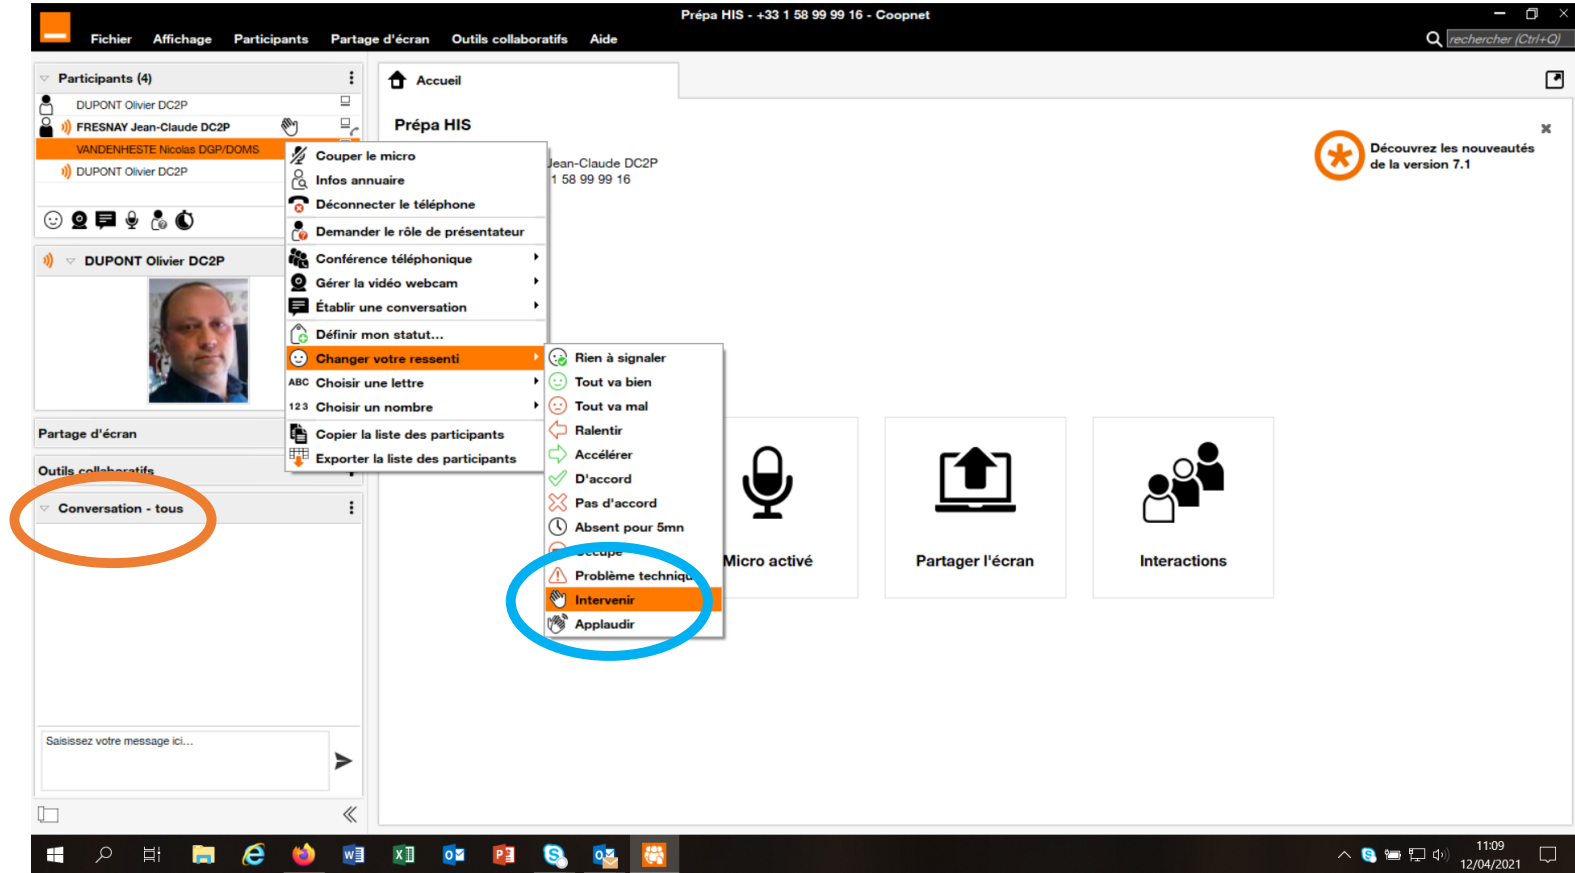 Prépa HIS - +33 1 58 99 99 16 - Coopnet
Fichier Affichage Participants Partage d'écran Outils collaboratifs Aide
rechercher (Ctrl+Q)
Participants (4)
DUPONT Olivier DC2P
FRESNAY Jean-Claude DC2P
VANDENHESTE Nicolas DGP/DOMS
DUPONT Olivier DC2P
DUPONT Olivier DC2P
Partage d'écran
Outils collaboratifs
Conversation - tous
Saisissez votre message ici...
Accueil
Prépa HIS
Jean-Claude DC2P
1 58 99 99 16
Découvrez les nouveautés
de la version 7.1
Couper le micro
Infos annuaire
Déconnecter le téléphone
Demander le rôle de présentateur
Conférence téléphonique
Gérer la vidéo webcam
Établir une conversation
Définir mon statut...
Changer votre ressenti
ABC Choisir une lettre
123 Choisir un nombre
Copier la liste des participants
Exporter la liste des participants
Rien à signaler
Tout va bien
Tout va mal
Ralentir
Accélérer
D'accord
Pas d'accord
Absent pour 5mn
Occupé
Problème techniqu
Intervenir
Applaudir
Micro activé
Partager l'écran
Interactions
11:09
12/04/2021